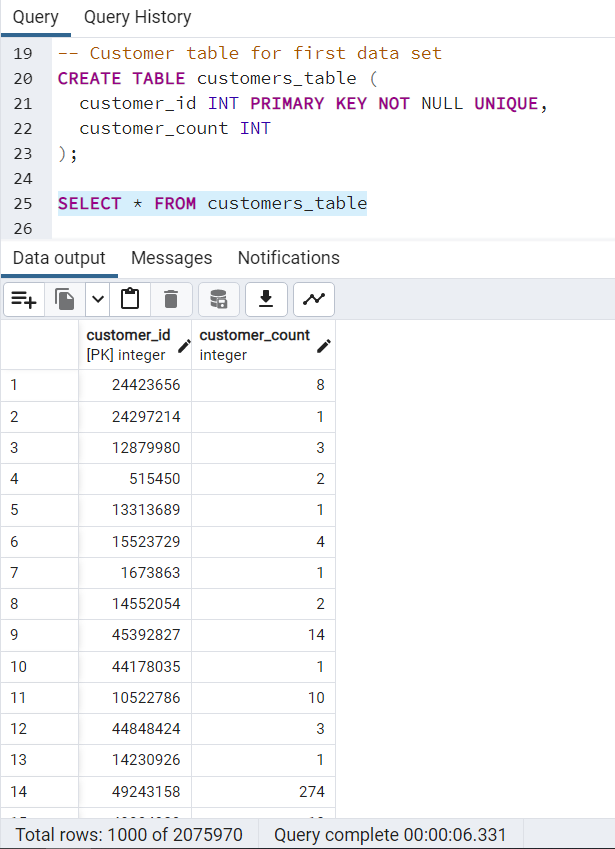 Query Query History
19 -- Customer table for first data set
20 CREATE TABLE customers_table (
21 customer_id INT PRIMARY KEY NOT NULL UNIQUE,
22 customer_count INT
23 );
24
25 SELECT * FROM customers_table
26
Data output Messages Notifications
customer_id customer_count
[PK] integer integer
1 24423656 8
2 24297214 1
3 12879980 3
4 515450 2
5 13313689 1
6 15523729 4
7 1673863 1
8 14552054 2
9 45392827 14
10 44178035 1
11 10522786 10
12 44848424 3
13 14230926 1
14 49243158 274
Total rows: 1000 of 2075970 Query complete 00:00:06.331